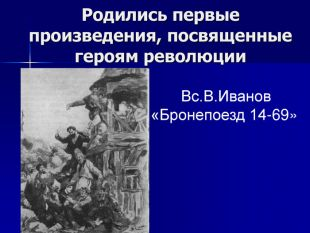 Родились первые
произведения, посвященные
героям революции
Вс.В.Иванов
«Бронепоезд 14-69»